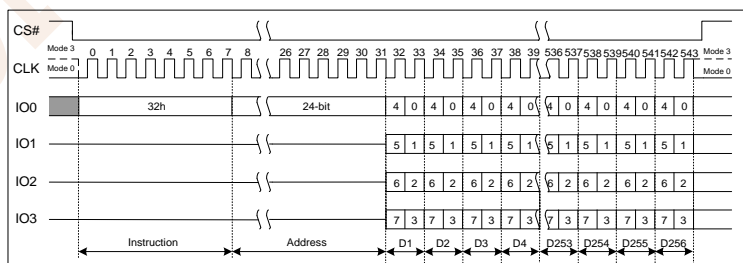 CS#
Mode 3 0 1 2 3 4 5 6 7 8 26 27 28 29 30 31 32 33 34 35 36 37 38 39 536 537 538 539 540 541 542 543 Mode 3
CLK Mode 0 Mode 0
IO0 32h 24-bit 4 0 4 0 4 0 4 0 4 0 4 0 4 0 4 0
IO1 5 1 5 1 5 1 5 1 5 1 5 1 5 1 5 1
IO2 6 2 6 2 6 2 6 2 6 2 6 2 6 2 6 2
IO3 7 3 7 3 7 3 7 3 7 3 7 3 7 3 7 3
Instruction Address D1 D2 D3 D4 D253 D254 D255 D256